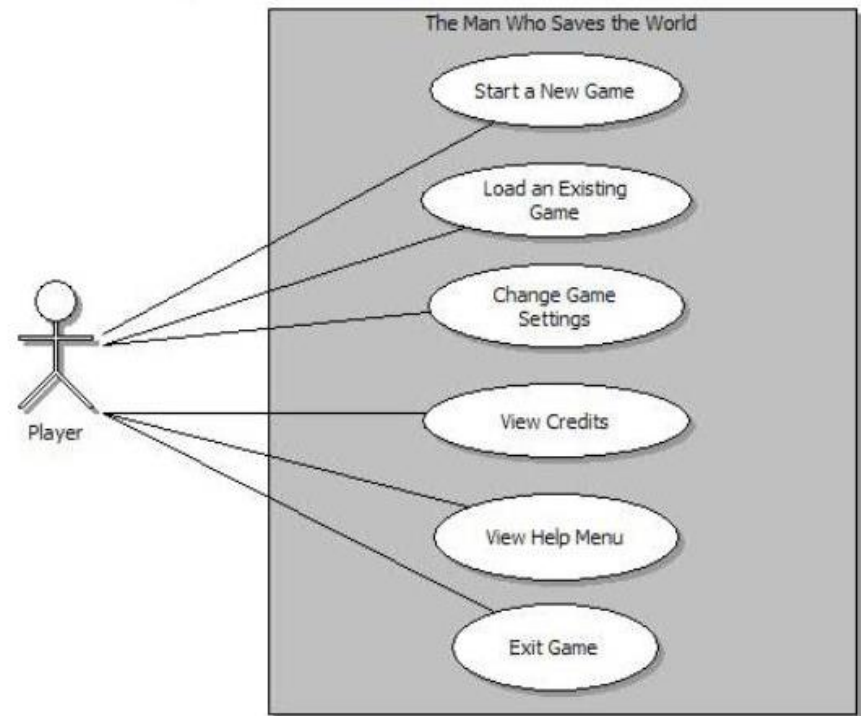 The Man Who Saves the World
Start a New Game
Load an Existing
Game
Change Game
Settings
View Credits
Player
View Help Menu
Exit Game